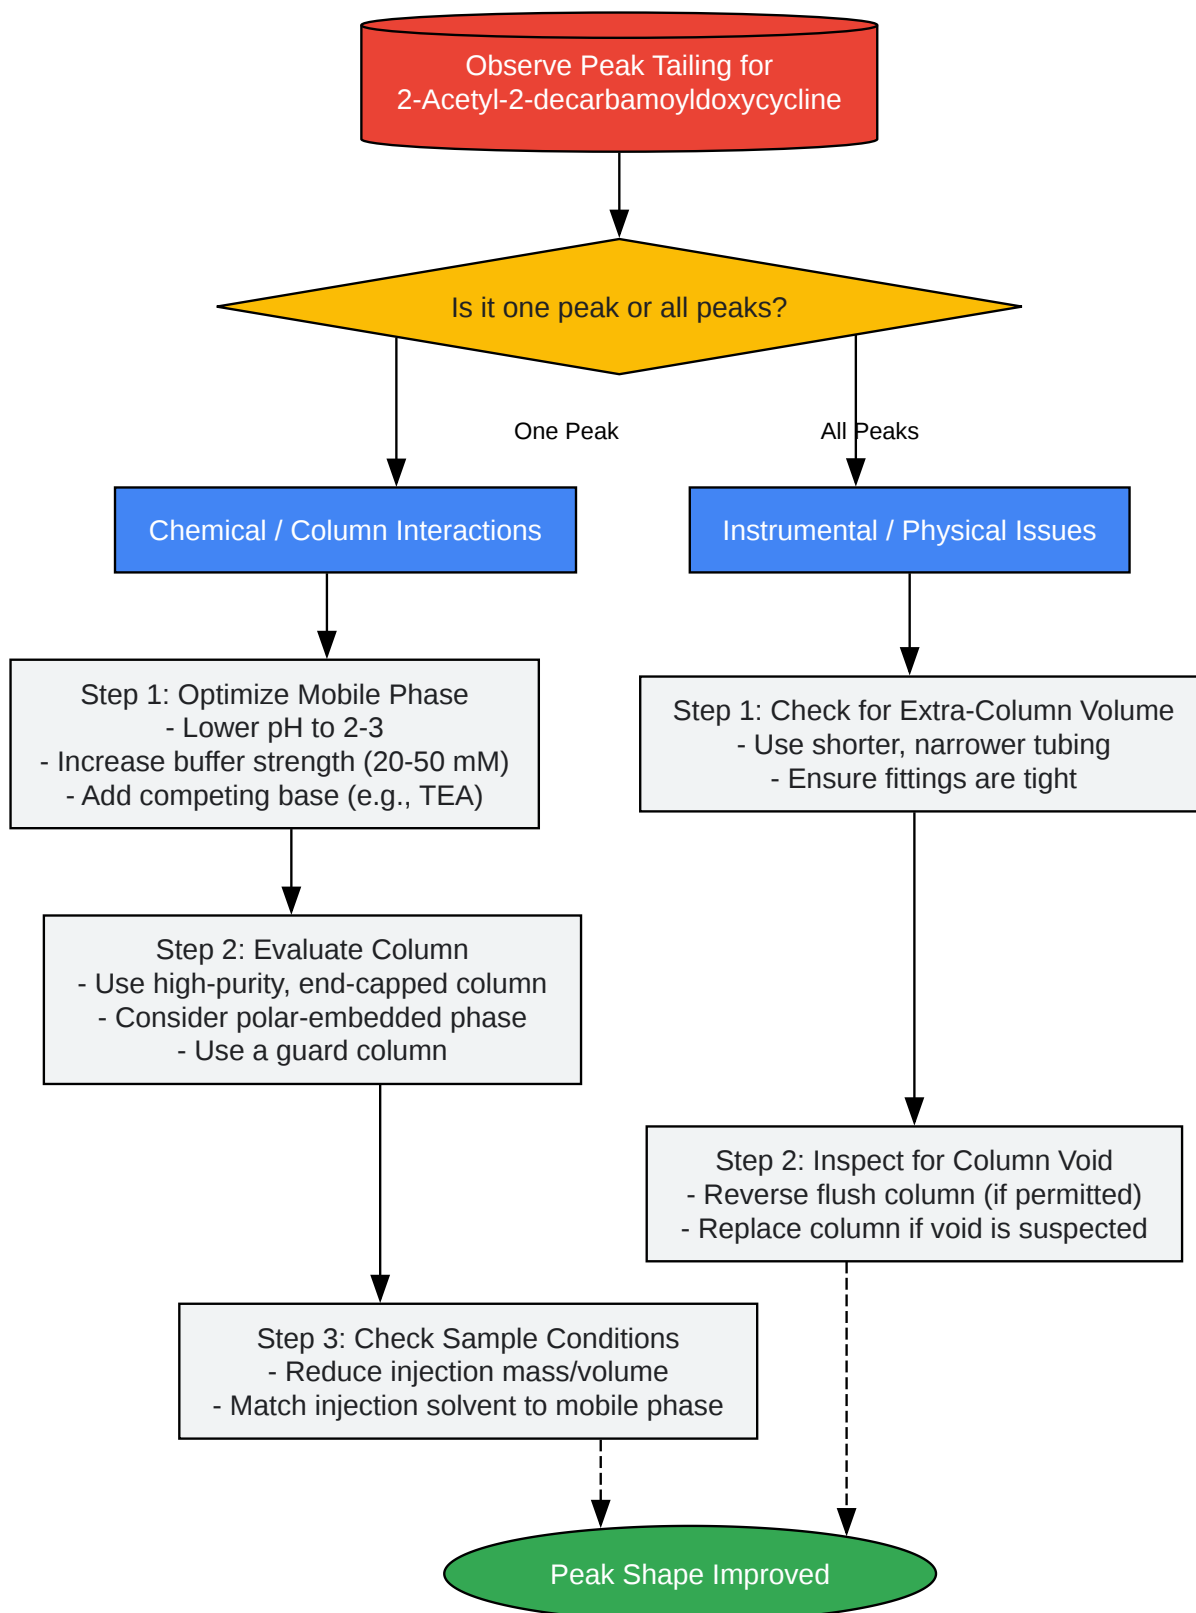 Observe Peak Tailing for
2-Acetyl-2-decarbamoyldoxycycline
Is it one peak or all peaks?
One Peak
All Peaks
Chemical / Column Interactions
Instrumental / Physical Issues
Step 1: Optimize Mobile Phase
- Lower pH to 2-3
- Increase buffer strength (20-50 mM)
- Add competing base (e.g., TEA)
Step 1: Check for Extra-Column Volume
- Use shorter, narrower tubing
- Ensure fittings are tight
Step 2: Evaluate Column
- Use high-purity, end-capped column
- Consider polar-embedded phase
- Use a guard column
Step 2: Inspect for Column Void
- Reverse flush column (if permitted)
- Replace column if void is suspected
Step 3: Check Sample Conditions
- Reduce injection mass/volume
- Match injection solvent to mobile phase
Peak Shape Improved